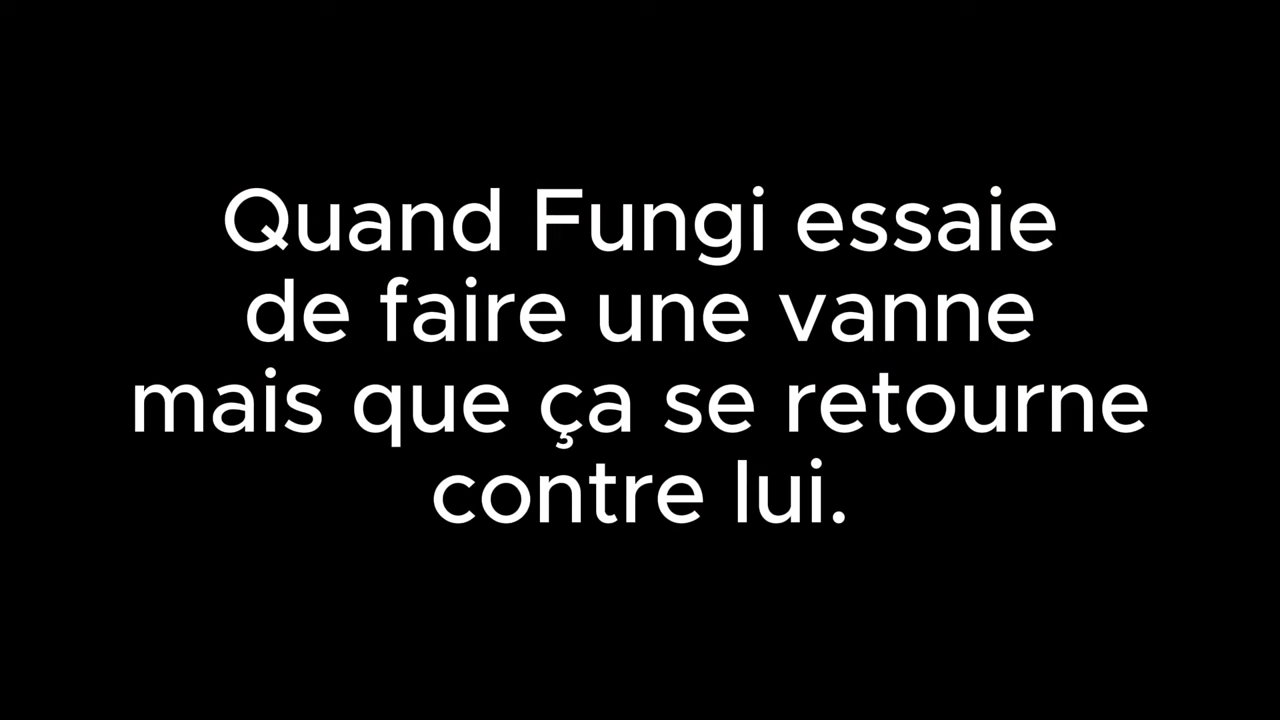 Quand Fungi essaie
de faire une vanne
mais que ça se retourne
contre lui.